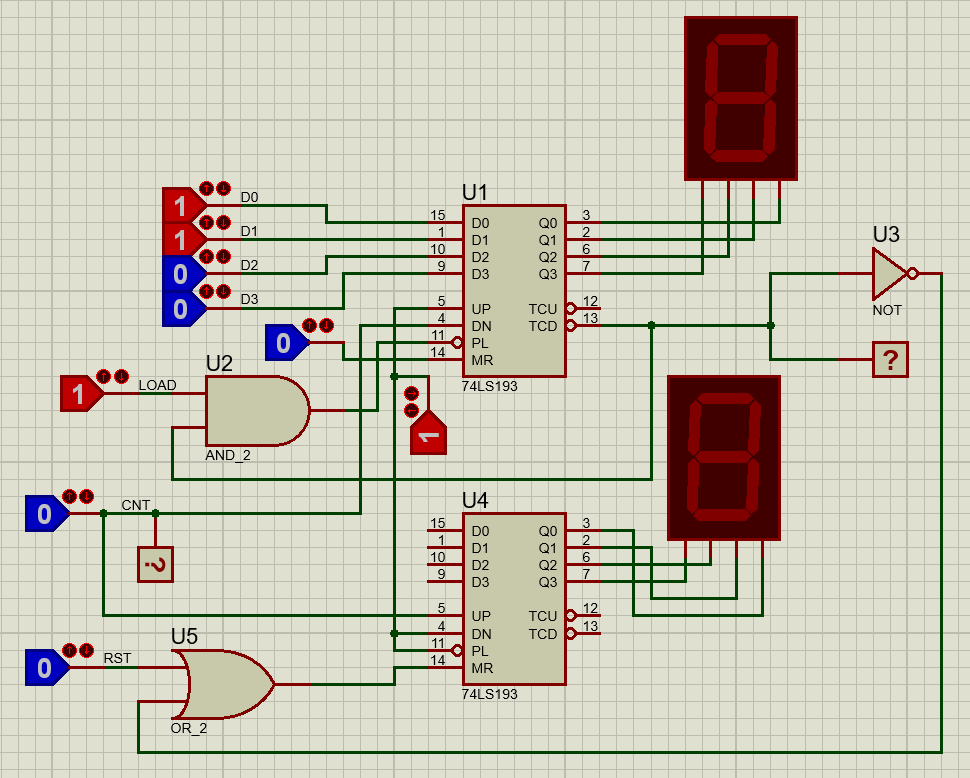 U1
1 D0
1 D1
0 D2
0 D3
0
15 D0 Q0 3
1 D1 Q1 2
10 D2 Q2 6
9 D3 Q3 7
5 UP TCU 12
4 DN TCD 13
11 PL
14 MR
74LS193
U3
NOT
?
U2
1 LOAD
AND_2
1
0 CNT
?
U4
15 D0 Q0 3
1 D1 Q1 2
10 D2 Q2 6
9 D3 Q3 7
5 UP TCU 12
4 DN TCD 13
11 PL
14 MR
74LS193
U5
0 RST
OR_2